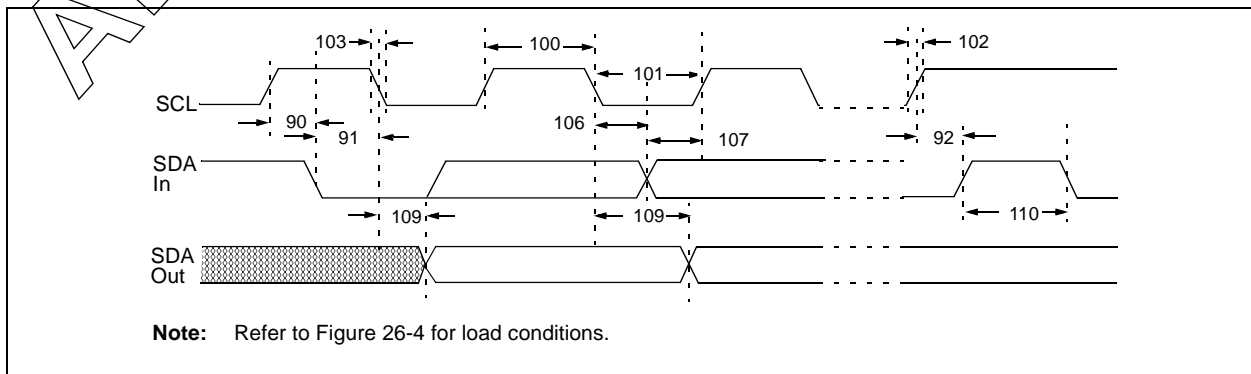 103
100
101
102
SCL
90
91
106
107
92
SDA
In
109
109
110
SDA
Out
Note: Refer to Figure 26-4 for load conditions.